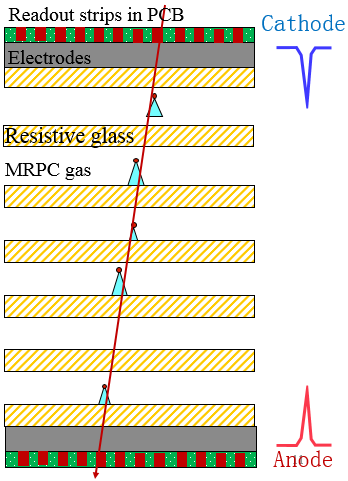 Readout strips in PCB
Cathode
Electrodes
Resistive glass
MRPC gas
Anode